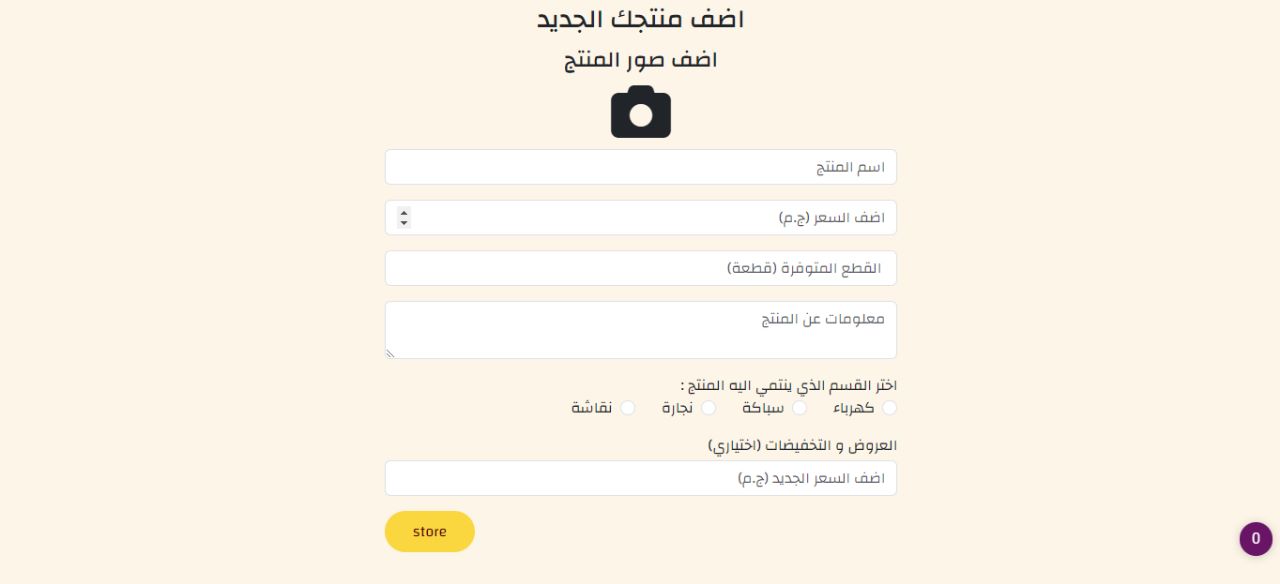 اضف منتجك الجديد
اضف صور المنتج
اسم المنتج
اضف السعر (ج.م)
القطع المتوفرة (قطعة)
معلومات عن المنتج
اختر القسم الذي ينتمي اليه المنتج :
كهرباء سباكة نجارة نقاشة
العروض و التخفيضات (اختياري)
اضف السعر الجديد (ج.م)
store
0